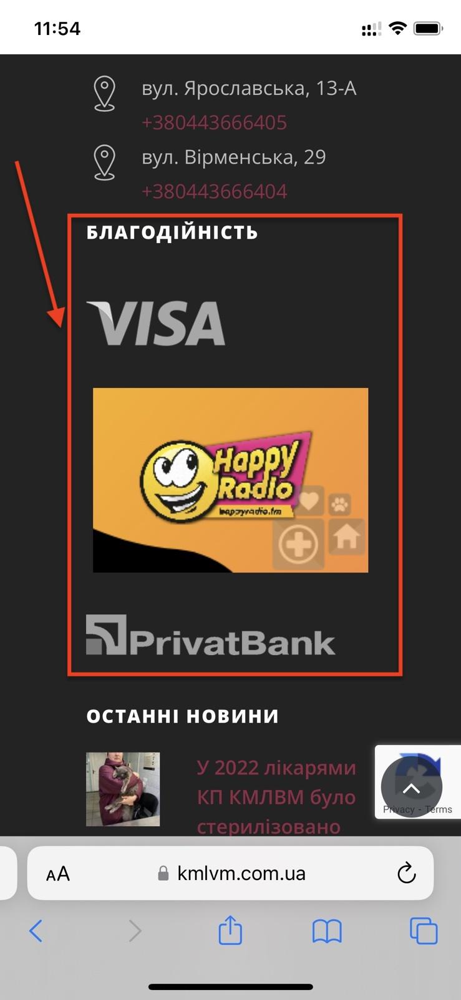 11:54
вул. Ярославська, 13-А
+380443666405
вул. Вірменська, 29
+380443666404
БЛАГОДІЙНІСТЬ
VISA
Happy
Radio
happyradio.fm
PrivatBank
ОСТАННІ НОВИНИ
У 2022 лікарями
КП КМЛВМ було
стерилізовано
Privacy - Terms
AA
kmlvm.com.ua